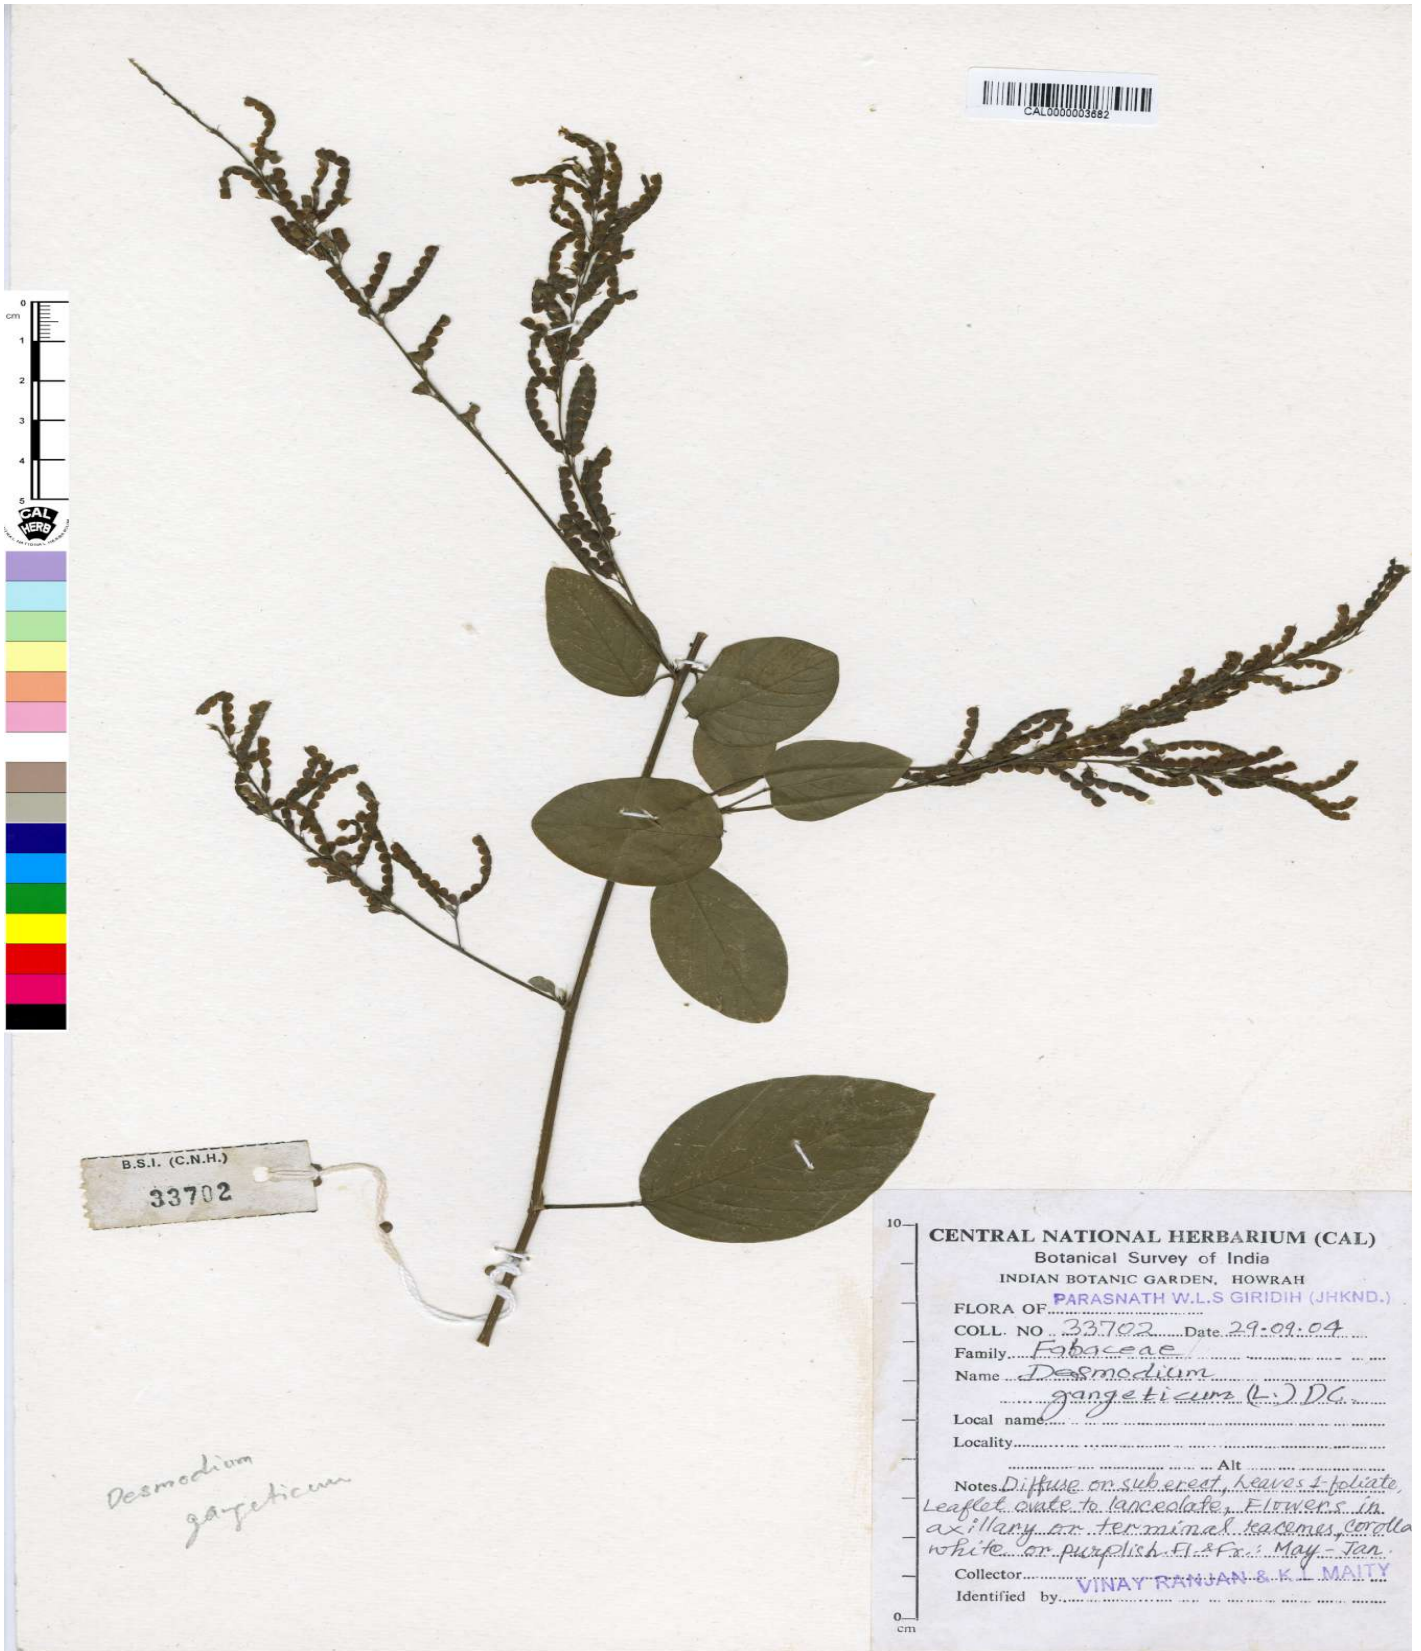 CAL0000003682
0
cm
1
2
3
4
5
CAL
HERB
B.S.I. (C.N.H.)
33702
Desmodium
gangeticum
10
CENTRAL NATIONAL HERBARIUM (CAL)
Botanical Survey of India
INDIAN BOTANIC GARDEN, HOWRAH
FLORA OF PARASNATH W.L.S GIRIDIH (JHKND.)
COLL. NO 33702 Date 29-09-04
Family Fabaceae
Name Desmodium
gangeticum (L.) DC.
Local name
Locality
Alt
Notes Diffuse or suberect, Leaves 1-foliate,
Leaflet ovate to lanceolate, Flowers in
axillary or terminal racemes, corolla
white or purplish. Fl. & Fr.: May - Jan.
Collector VINAY RANJAN & K L MAITY
Identified by
0
cm